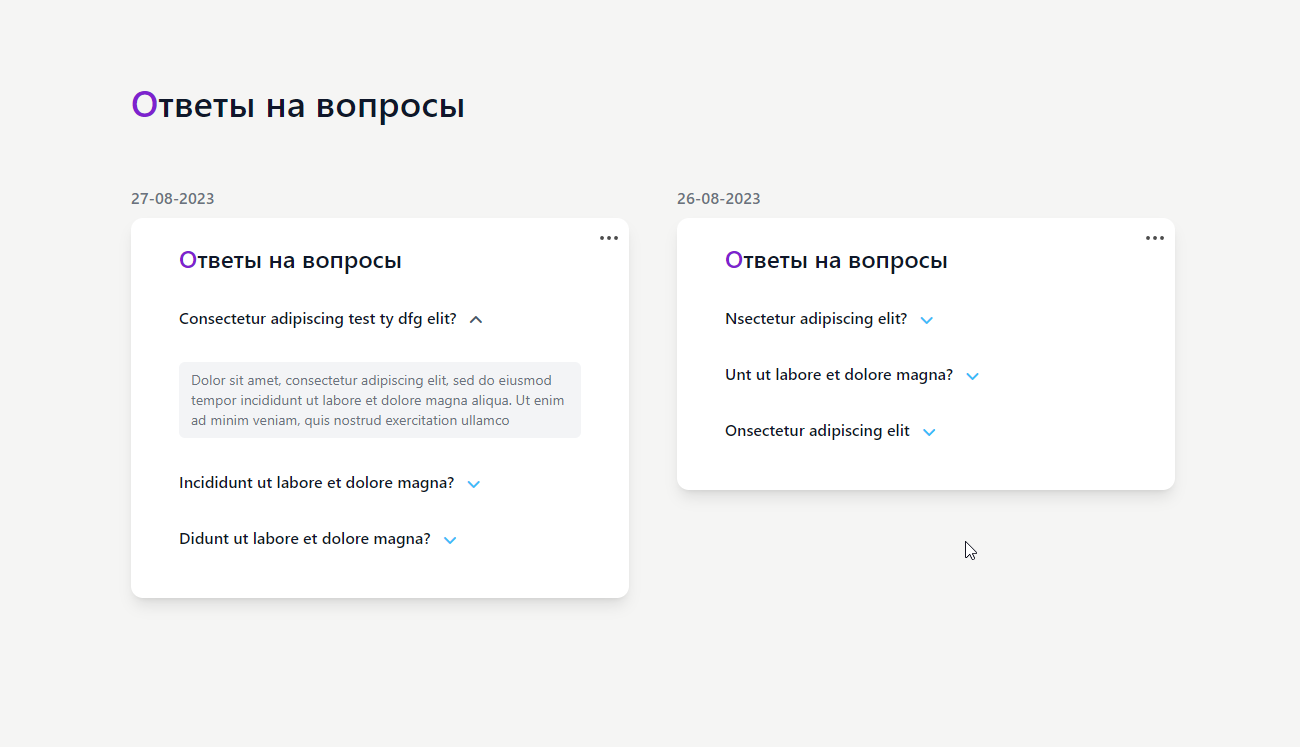 Ответы на вопросы
27-08-2023
Ответы на вопросы
Consectetur adipiscing test ty dfg elit?
Dolor sit amet, consectetur adipiscing elit, sed do eiusmod
tempor incididunt ut labore et dolore magna aliqua. Ut enim
ad minim veniam, quis nostrud exercitation ullamco
Incididunt ut labore et dolore magna?
Didunt ut labore et dolore magna?
26-08-2023
Ответы на вопросы
Nsectetur adipiscing elit?
Unt ut labore et dolore magna?
Onsectetur adipiscing elit